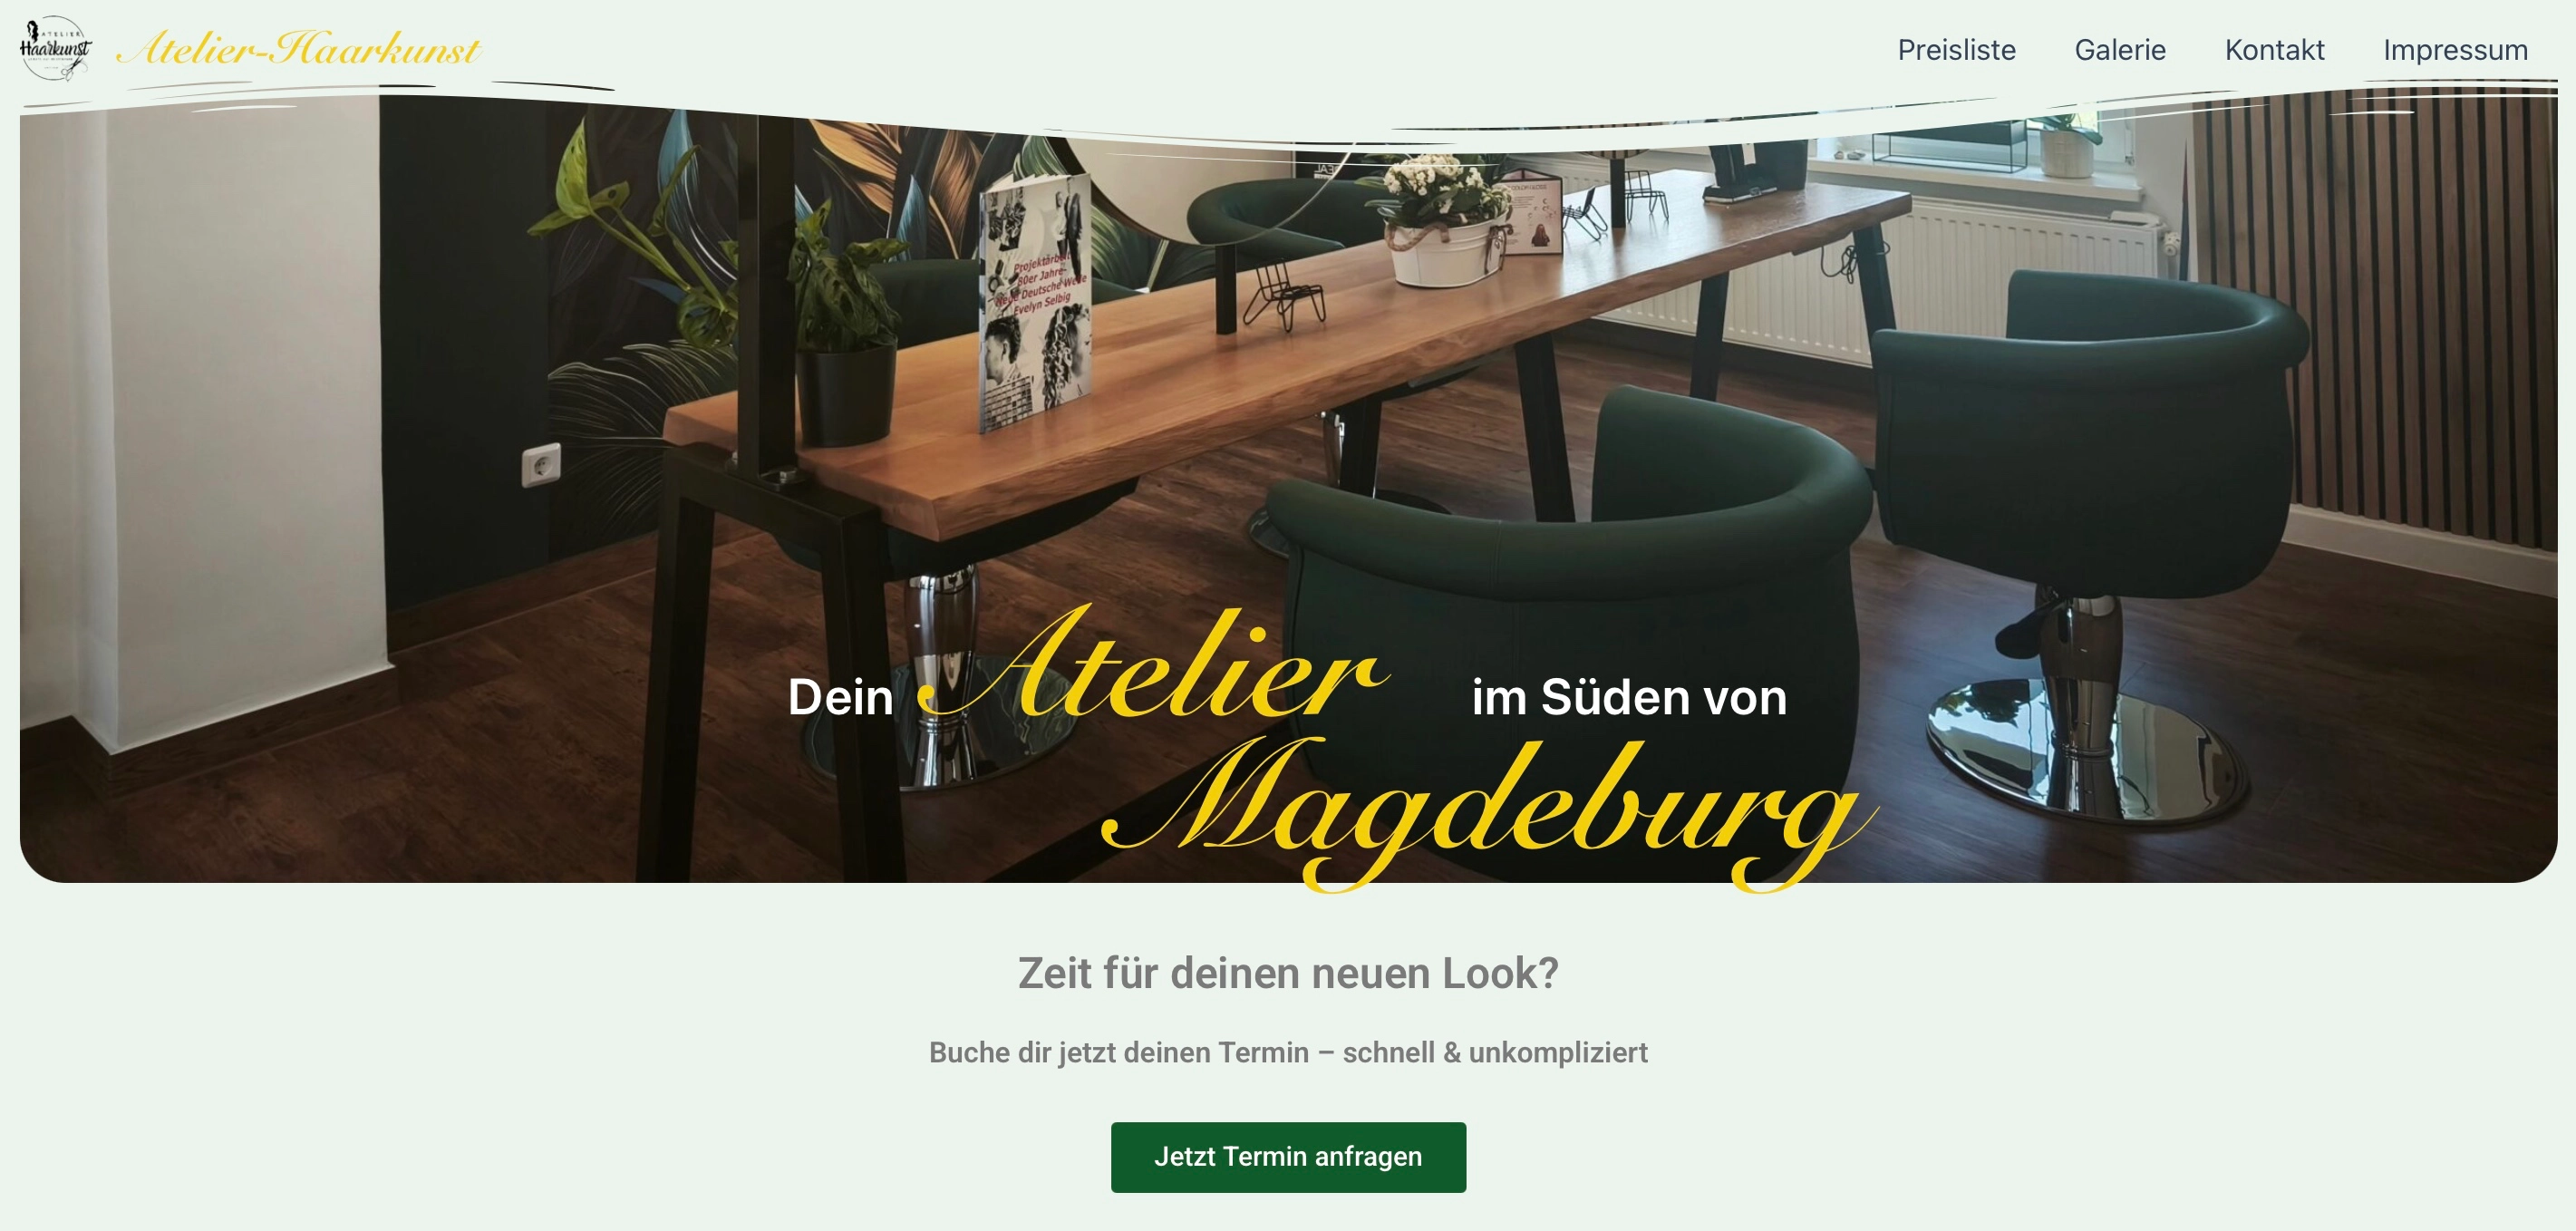 ATELIER
Haarkunst
Atelier-Haarkunst
Preisliste
Galerie
Kontakt
Impressum
Projektarbeit
80er Jahre-
Neue Deutsche Welle
Evelyn Selbig
Dein Atelier im Süden von
Magdeburg
Zeit für deinen neuen Look?
Buche dir jetzt deinen Termin – schnell & unkompliziert
Jetzt Termin anfragen